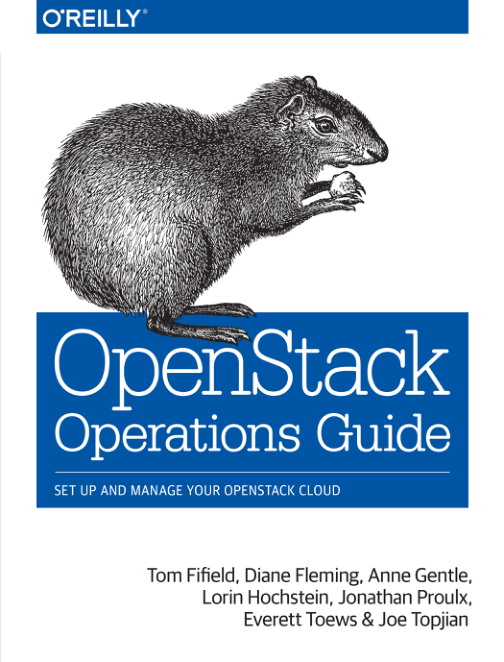 O'REILLY®
OpenStack
Operations Guide
SET UP AND MANAGE YOUR OPENSTACK CLOUD
Tom Fifield, Diane Fleming, Anne Gentle,
Lorin Hochstein, Jonathan Proulx,
Everett Toews & Joe Topjian